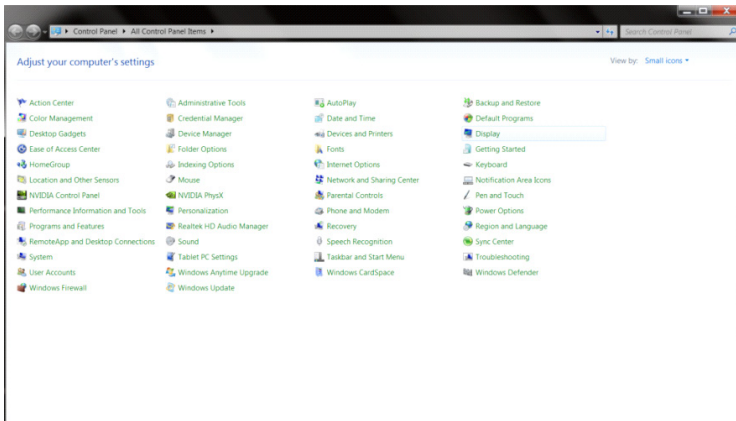 Control Panel ▸ All Control Panel Items ▸ Search Control Panel
Adjust your computer's settings View by: Small icons
Action Center Administrative Tools AutoPlay Backup and Restore
Color Management Credential Manager Date and Time Default Programs
Desktop Gadgets Device Manager Devices and Printers Display
Ease of Access Center Folder Options Fonts Getting Started
HomeGroup Indexing Options Internet Options Keyboard
Location and Other Sensors Mouse Network and Sharing Center Notification Area Icons
NVIDIA Control Panel NVIDIA PhysX Parental Controls Pen and Touch
Performance Information and Tools Personalization Phone and Modem Power Options
Programs and Features Realtek HD Audio Manager Recovery Region and Language
RemoteApp and Desktop Connections Sound Speech Recognition Sync Center
System Tablet PC Settings Taskbar and Start Menu Troubleshooting
User Accounts Windows Anytime Upgrade Windows CardSpace Windows Defender
Windows Firewall Windows Update